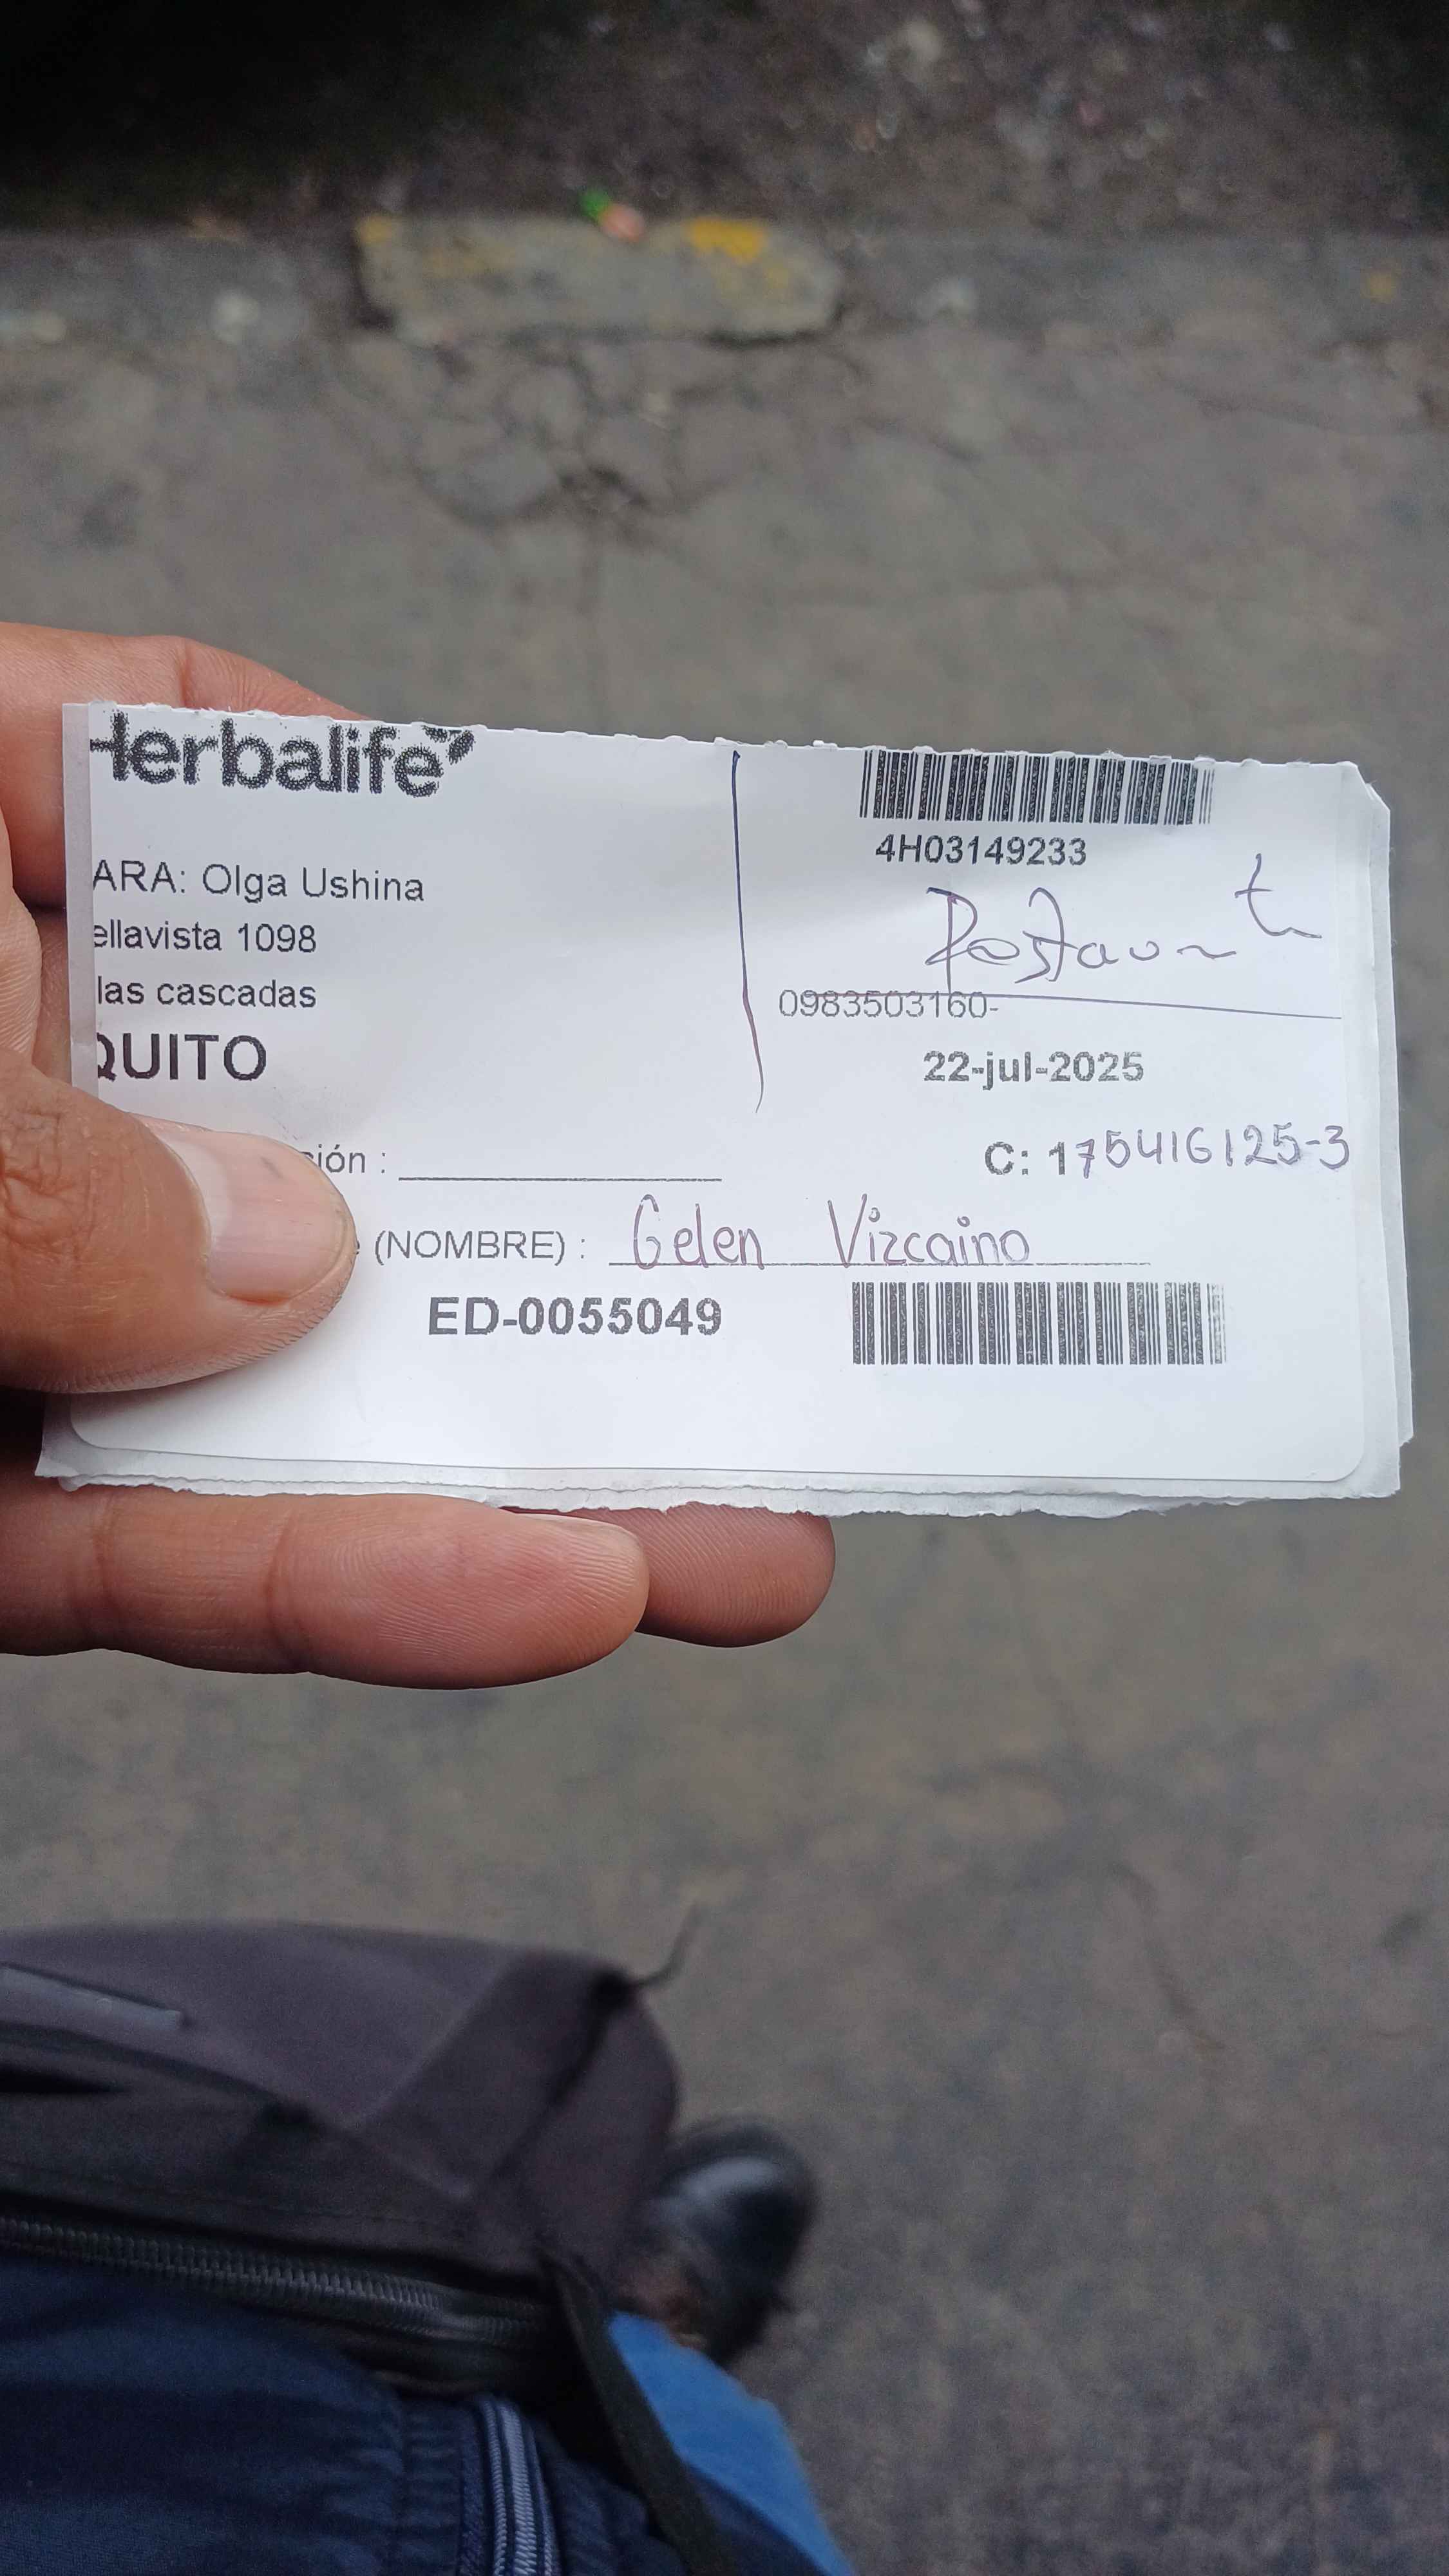 Herbalife
4H03149233
ARA: Olga Ushina
ellavista 1098
las cascadas
0983503160-
QUITO
22-jul-2025
ión :
C: 175416125-3
(NOMBRE) : Gelen Vizcaino
ED-0055049